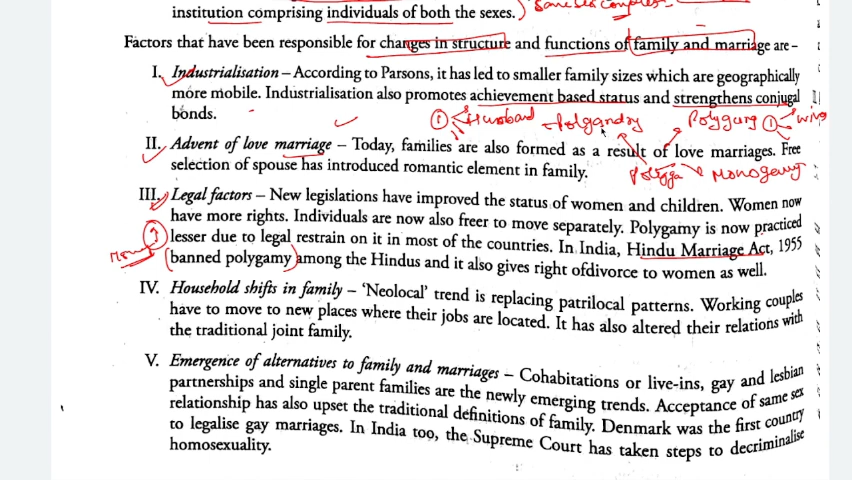 institution comprising individuals of both the sexes.) Same sex
Factors that have been responsible for changes in structure and functions of family and marriage are –
I. Industrialisation – According to Parsons, it has led to smaller family sizes which are geographically
more mobile. Industrialisation also promotes achievement based status and strengthens conjugal
bonds.
1 Husband – Polyandry Polygyny 1 wives
II. Advent of love marriage – Today, families are also formed as a result of love marriages. Free
selection of spouse has introduced romantic element in family.
Monogamy
III. Legal factors – New legislations have improved the status of women and children. Women now
have more rights. Individuals are now also freer to move separately. Polygamy is now practiced
lesser due to legal restrain on it in most of the countries. In India, Hindu Marriage Act, 1955
(banned polygamy) among the Hindus and it also gives right ofdivorce to women as well.
IV. Household shifts in family – 'Neolocal' trend is replacing patrilocal patterns. Working couples
have to move to new places where their jobs are located. It has also altered their relations with
the traditional joint family.
V. Emergence of alternatives to family and marriages – Cohabitations or live-ins, gay and lesbian
partnerships and single parent families are the newly emerging trends. Acceptance of same sex
relationship has also upset the traditional definitions of family. Denmark was the first country
to legalise gay marriages. In India too, the Supreme Court has taken steps to decriminalise
homosexuality.